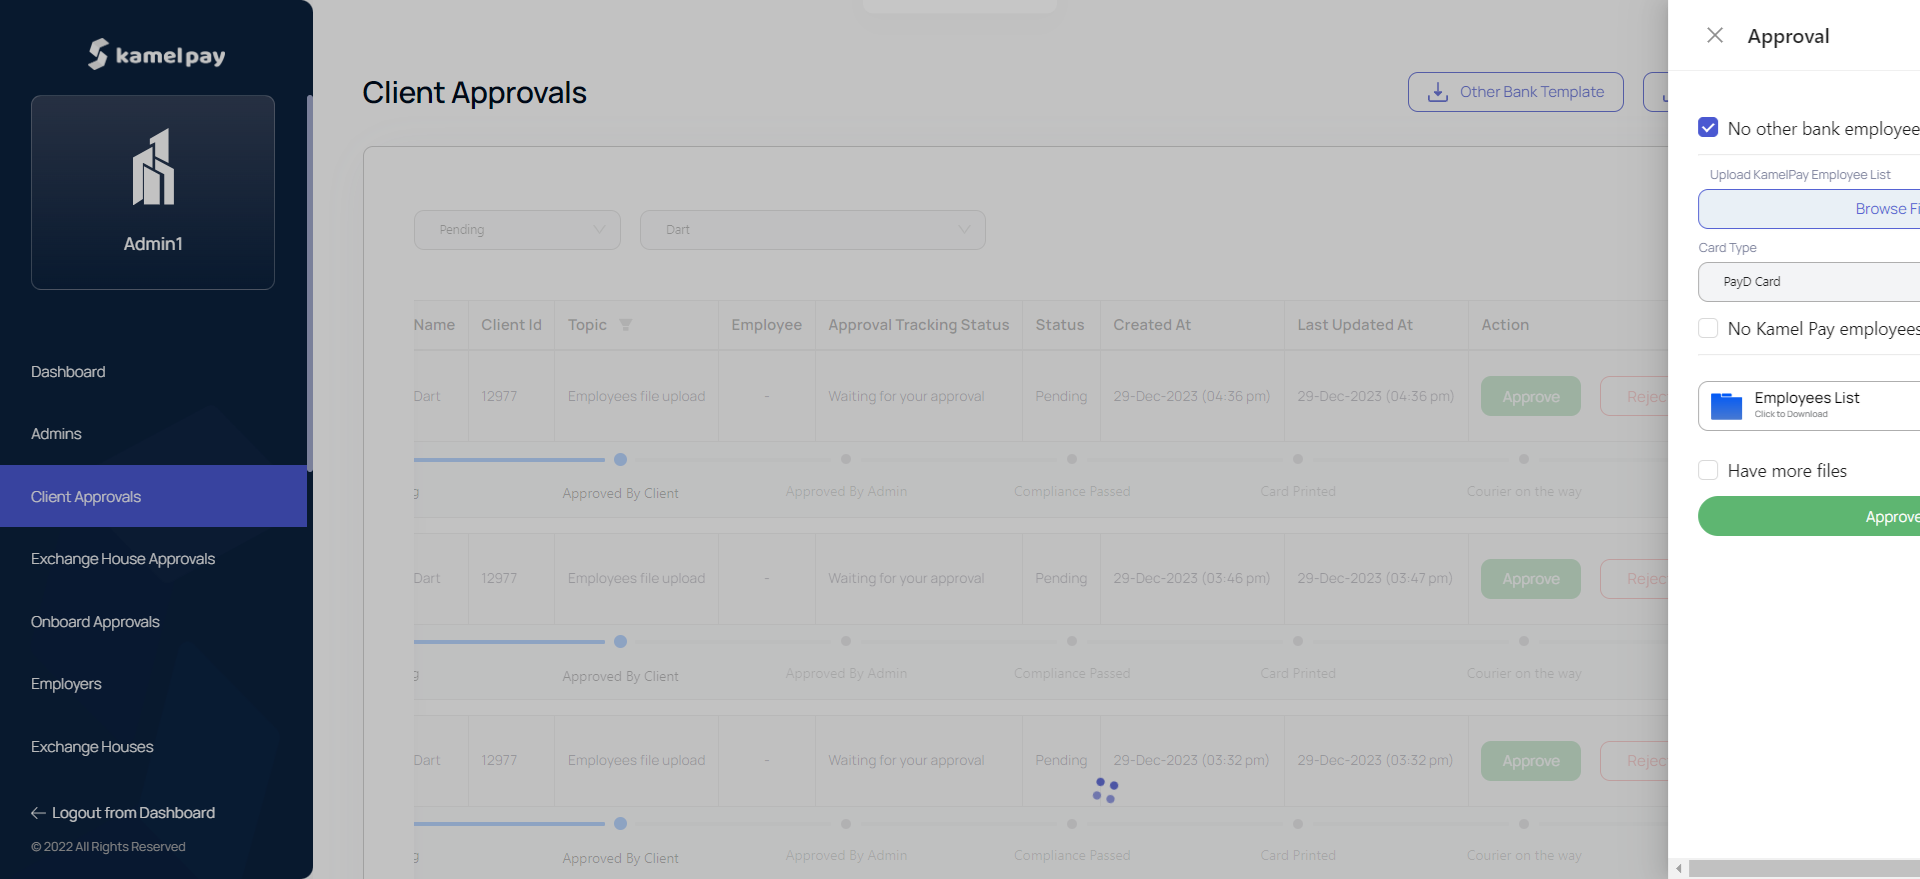 kamelpay
Admin1
Dashboard
Admins
Client Approvals
Exchange House Approvals
Onboard Approvals
Employers
Exchange Houses
Logout from Dashboard
© 2022 All Rights Reserved
Client Approvals
Other Bank Template
Pending
Dart
Name Client Id Topic Employee Approval Tracking Status Status Created At Last Updated At Action
Dart 12977 Employees file upload - Waiting for your approval Pending 29-Dec-2023 (04:36 pm) 29-Dec-2023 (04:36 pm) Approve Rejec
g Approved By Client Approved By Admin Compliance Passed Card Printed Courier on the way
Dart 12977 Employees file upload - Waiting for your approval Pending 29-Dec-2023 (03:46 pm) 29-Dec-2023 (03:47 pm) Approve Rejec
g Approved By Client Approved By Admin Compliance Passed Card Printed Courier on the way
Dart 12977 Employees file upload - Waiting for your approval Pending 29-Dec-2023 (03:32 pm) 29-Dec-2023 (03:32 pm) Approve Rejec
g Approved By Client Approved By Admin Compliance Passed Card Printed Courier on the way
Approval
No other bank employee
Upload KamelPay Employee List
Browse Fi
Card Type
PayD Card
No Kamel Pay employees
Employees List
Click to Download
Have more files
Approve